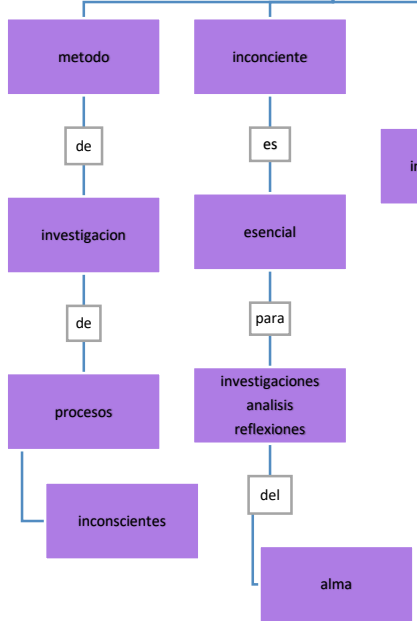 metodo
de
investigacion
de
procesos
inconscientes
inconciente
es
esencial
para
investigaciones
analisis
reflexiones
del
alma